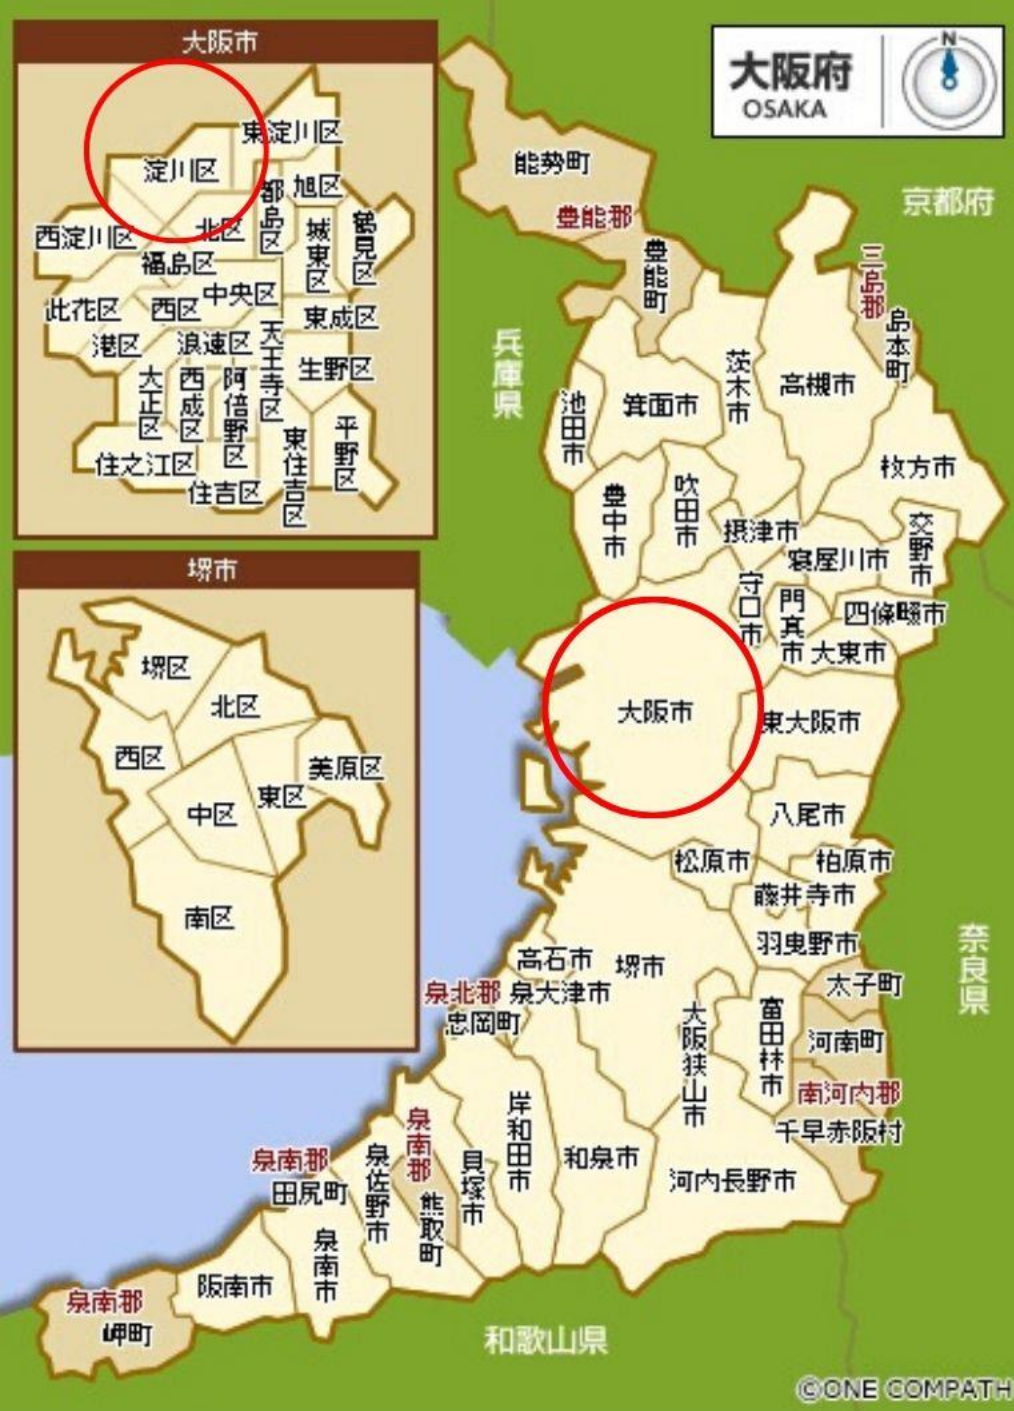 大阪市
東淀川区
淀川区
旭区
都島区
鶴見区
西淀川区
北区
城東区
福島区
此花区
西区
中央区
東成区
港区
浪速区
天王寺区
生野区
大正区
西成区
阿倍野区
東住吉区
平野区
住之江区
住吉区
堺市
堺区
北区
西区
美原区
東区
中区
南区
大阪府
OSAKA
N
能勢町
豊能郡
豊能町
京都府
三島郡
島本町
兵庫県
茨木市
高槻市
池田市
箕面市
枚方市
豊中市
吹田市
摂津市
交野市
寝屋川市
守口市
門真市
四條畷市
大東市
大阪市
東大阪市
八尾市
松原市
柏原市
藤井寺市
羽曳野市
奈良県
高石市
堺市
太子町
泉北郡
泉大津市
忠岡町
大阪狭山市
富田林市
河南町
南河内郡
千早赤阪村
岸和田市
和泉市
河内長野市
泉南郡
熊取町
貝塚市
泉佐野市
泉南郡
田尻町
泉南市
阪南市
泉南郡
岬町
和歌山県
©ONE COMPATH